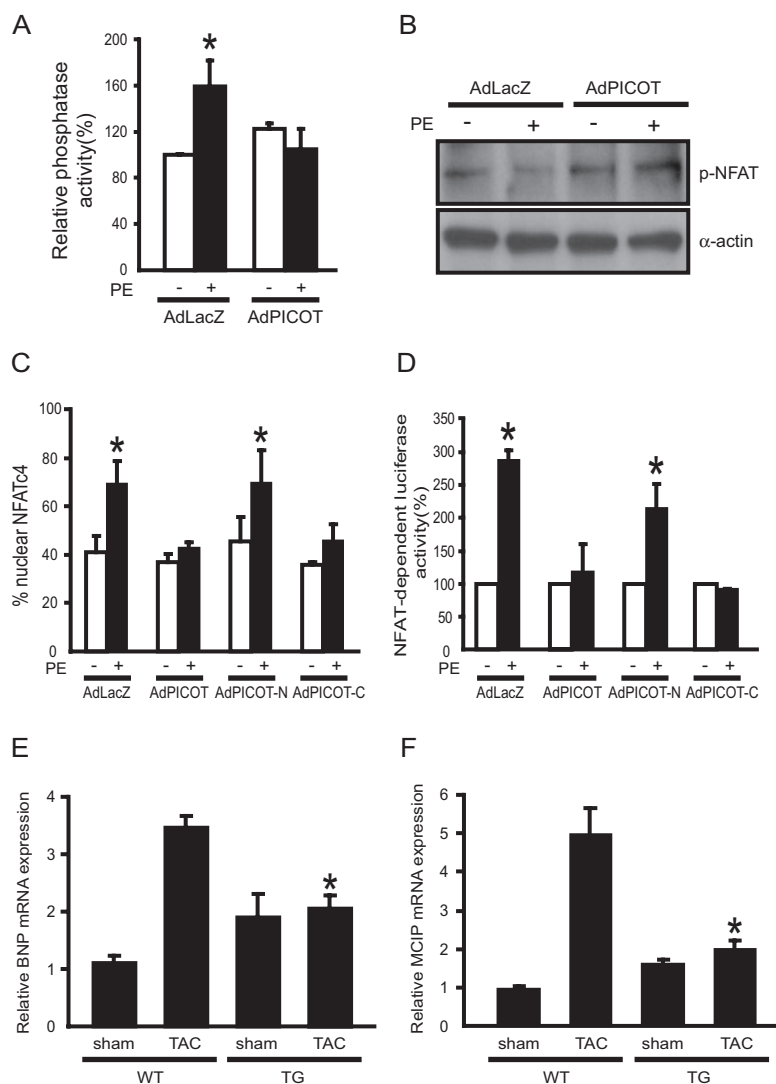 A
Relative phosphatase
activity(%)
200
160
120
80
40
0
*
PE
- + - +
AdLacZ AdPICOT
B
AdLacZ AdPICOT
PE - + - +
p-NFAT
α-actin
C
% nuclear NFATc4
100
80
60
40
20
0
* *
PE
- + - + - + - +
AdLacZ AdPICOT AdPICOT-N AdPICOT-C
D
NFAT-dependent luciferase
activity(%)
350
300
250
200
150
100
50
0
* *
PE
- + - + - + - +
AdLacZ AdPICOT AdPICOT-N AdPICOT-C
E
Relative BNP mRNA expression
4
3
2
1
0
*
sham TAC sham TAC
WT TG
F
Relative MCIP mRNA expression
6
5
4
3
2
1
0
*
sham TAC sham TAC
WT TG